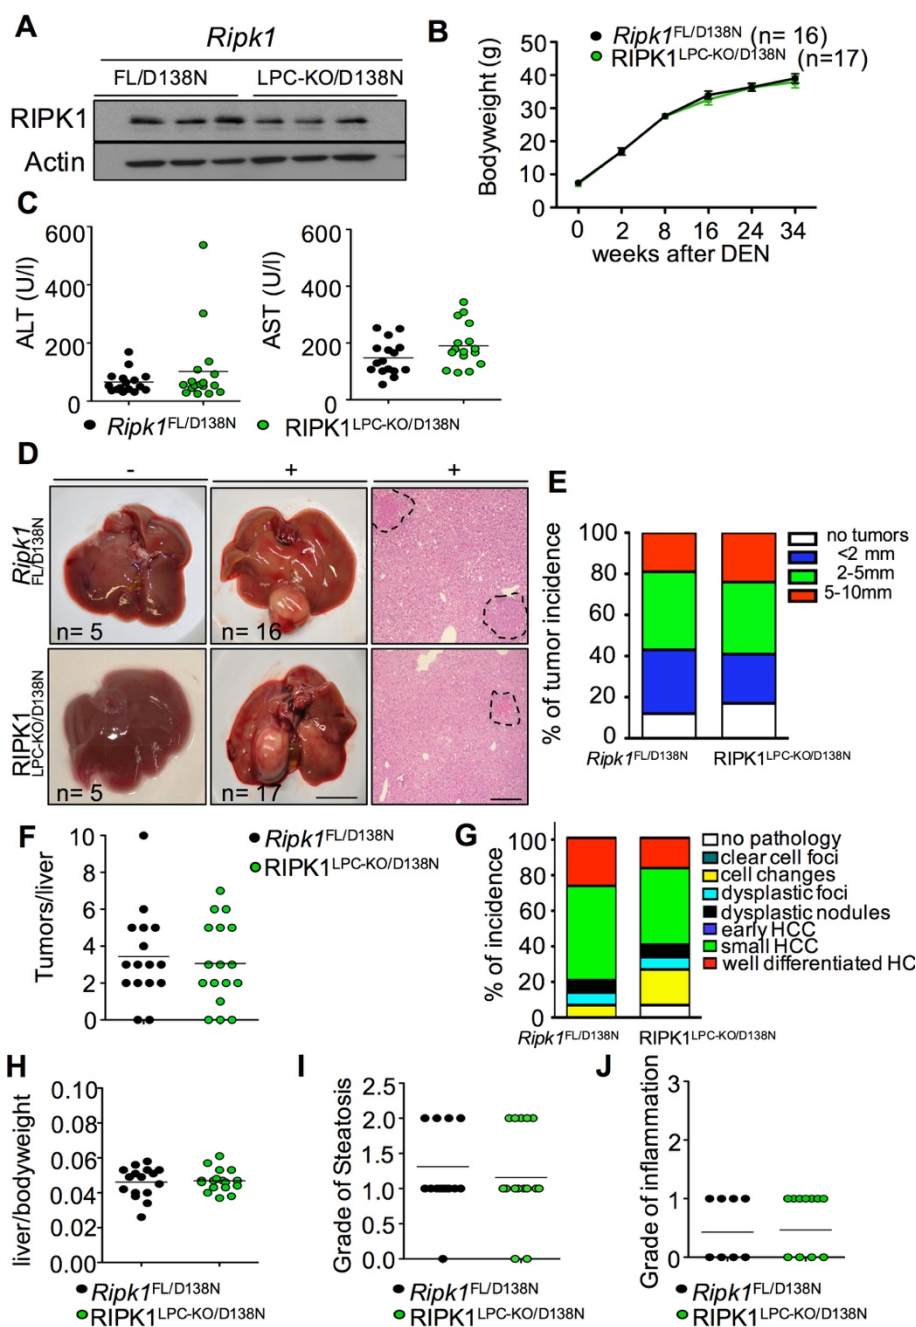 A
Ripk1
FL/D138N LPC-KO/D138N
RIPK1
Actin
B
Ripk1FL/D138N (n= 16)
RIPK1LPC-KO/D138N (n=17)
Bodyweight (g)
50
40
30
20
10
0
0 2 8 16 24 34
weeks after DEN
C
ALT (U/l)
600
400
200
0
AST (U/l)
600
400
200
0
Ripk1FL/D138N RIPK1LPC-KO/D138N
D
- + +
Ripk1
FL/D138N
n= 5 n= 16
RIPK1
LPC-KO/D138N
n= 5 n= 17
E
% of tumor incidence
100
80
60
40
20
0
Ripk1FL/D138N RIPK1LPC-KO/D138N
no tumors
<2 mm
2-5mm
5-10mm
F
Ripk1FL/D138N
RIPK1LPC-KO/D138N
Tumors/liver
10
8
6
4
2
0
G
% of incidence
100
80
60
40
20
0
Ripk1FL/D138N RIPK1LPC-KO/D138N
no pathology
clear cell foci
cell changes
dysplastic foci
dysplastic nodules
early HCC
small HCC
well differentiated HC
H
liver/bodyweight
0.10
0.08
0.06
0.04
0.02
0.00
Ripk1FL/D138N
RIPK1LPC-KO/D138N
I
Grade of Steatosis
2.5
2.0
1.5
1.0
0.5
0.0
Ripk1FL/D138N
RIPK1LPC-KO/D138N
J
Grade of inflammation
3
2
1
0
Ripk1FL/D138N
RIPK1LPC-KO/D138N